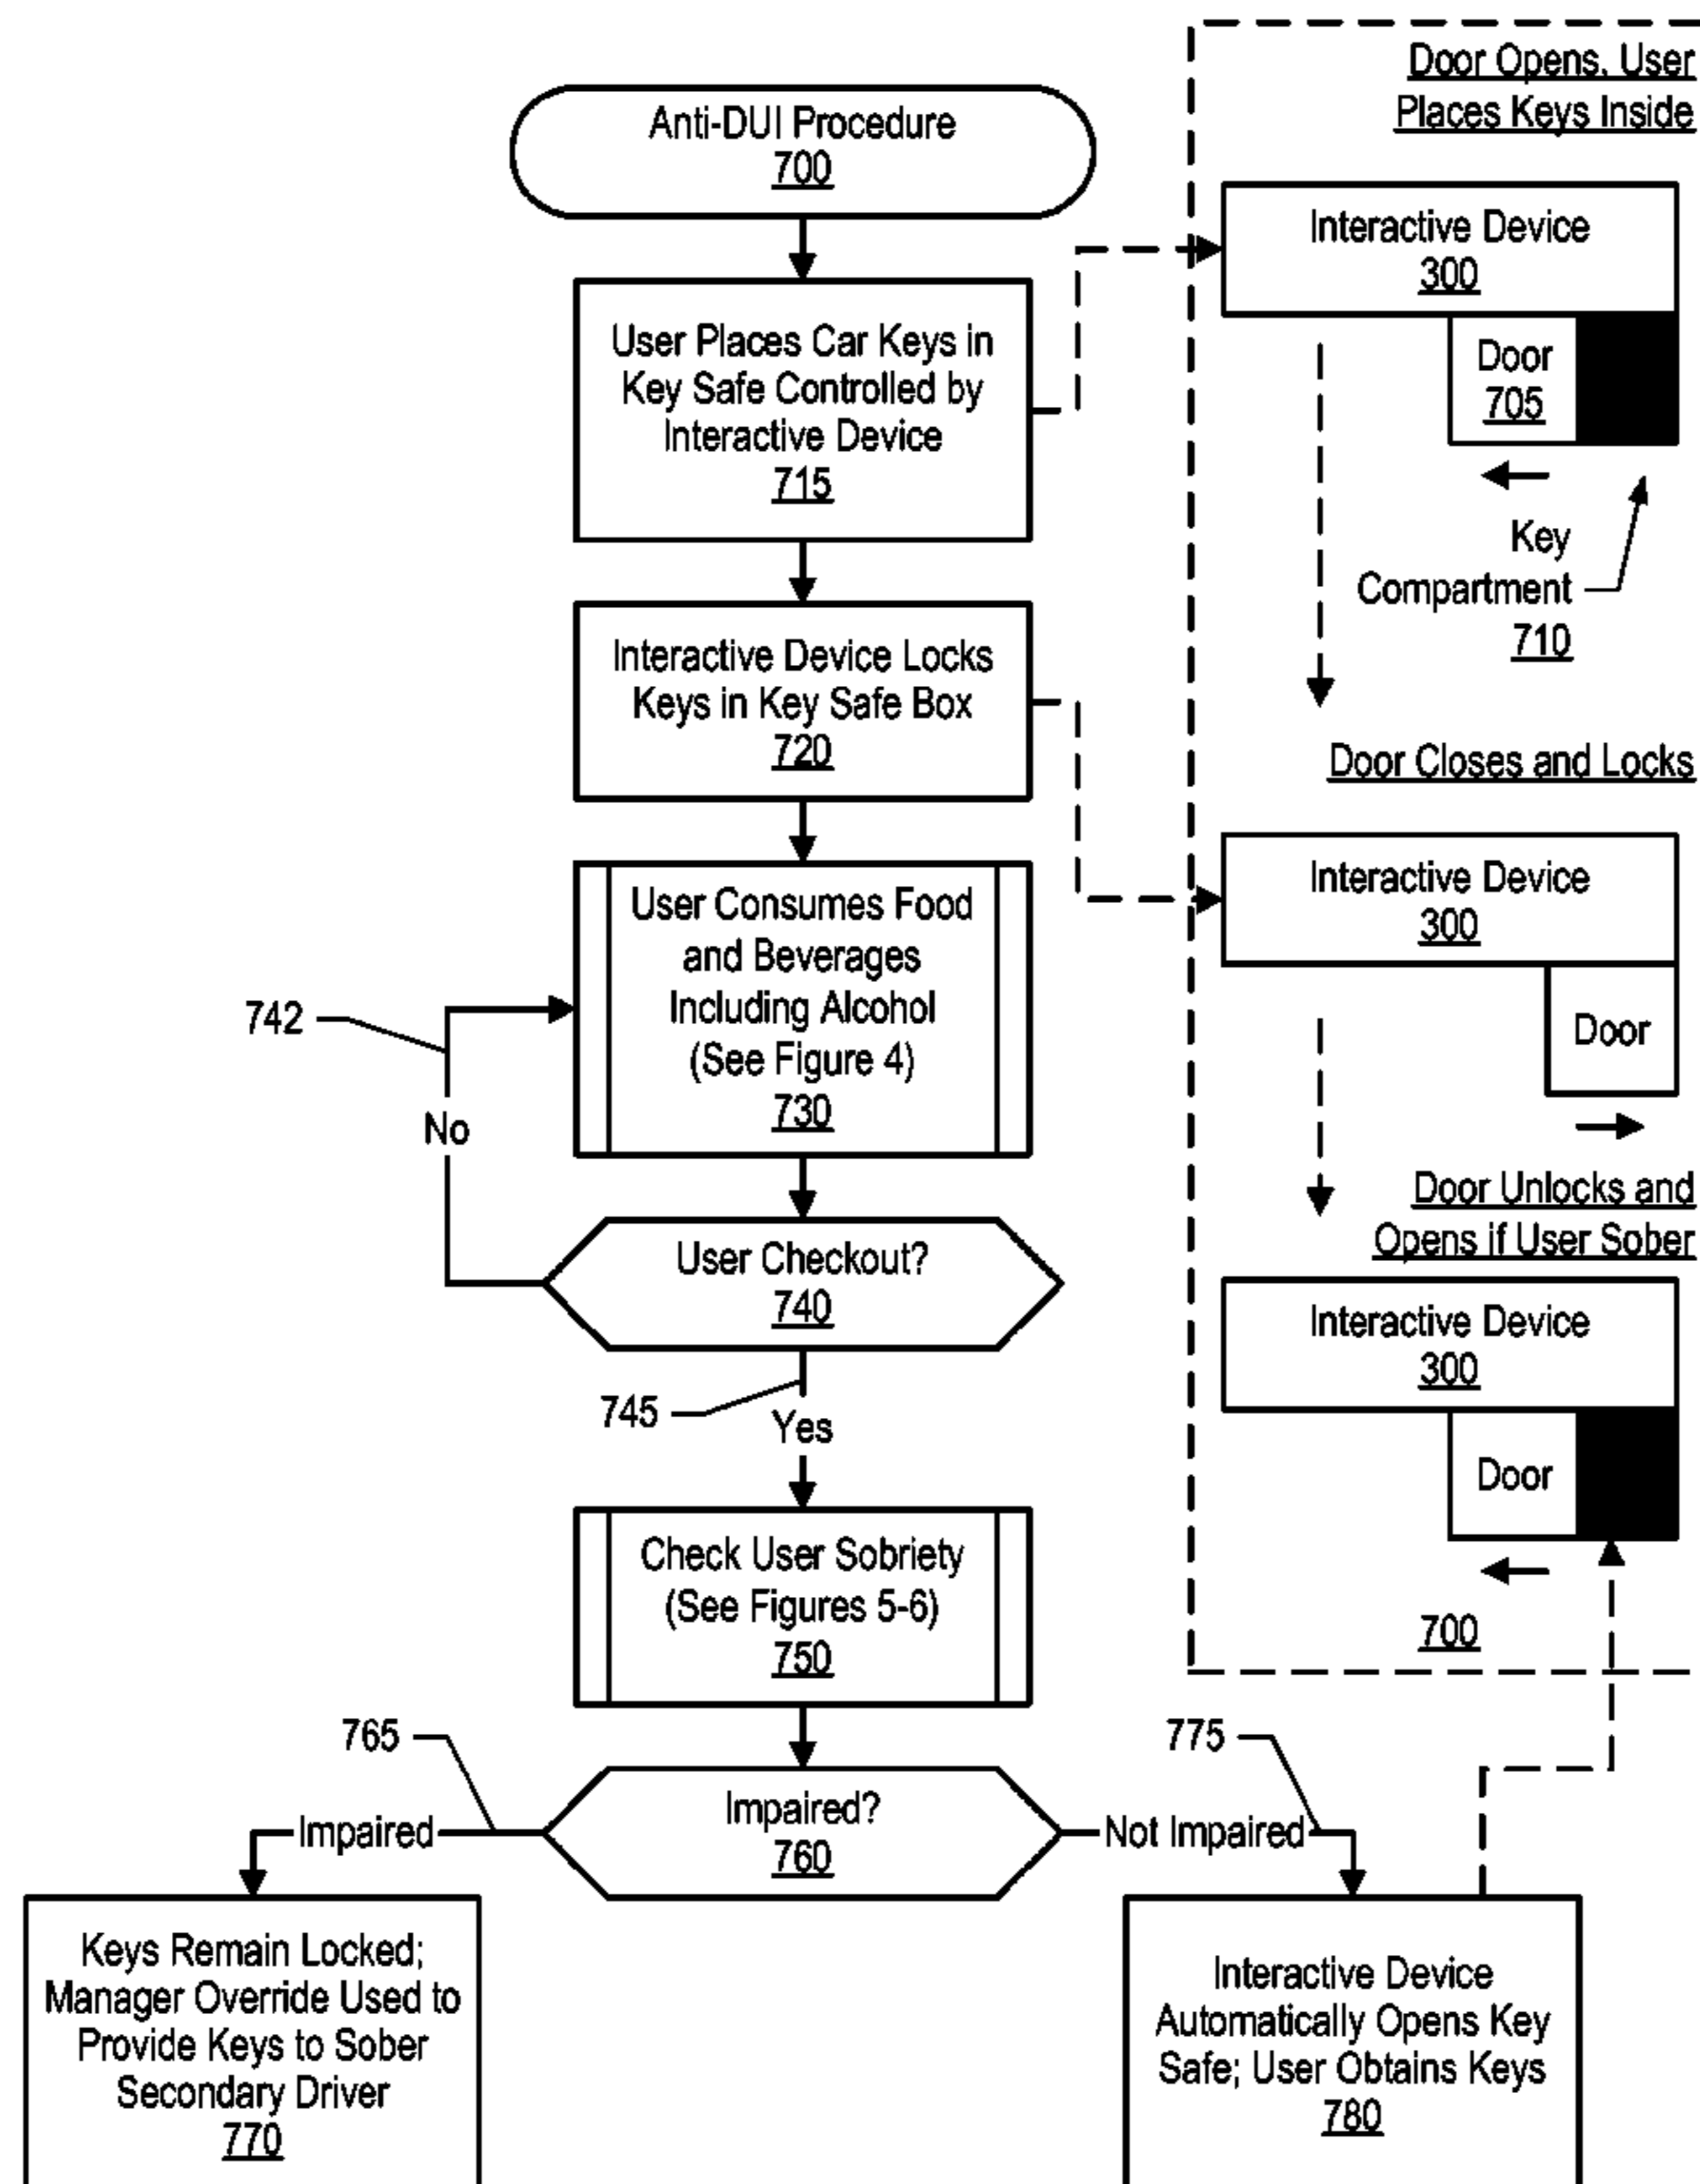 Anti-DUI Procedure
700
User Places Car Keys in
Key Safe Controlled by
Interactive Device
715
Interactive Device Locks
Keys in Key Safe Box
720
User Consumes Food
and Beverages
Including Alcohol
(See Figure 4)
730
742
No
User Checkout?
740
745
Yes
Check User Sobriety
(See Figures 5-6)
750
765
775
Impaired
Impaired?
760
Not Impaired
Keys Remain Locked;
Manager Override Used to
Provide Keys to Sober
Secondary Driver
770
Interactive Device
Automatically Opens Key
Safe; User Obtains Keys
780
Door Opens, User
Places Keys Inside
Interactive Device
300
Door
705
Key
Compartment
710
Door Closes and Locks
Interactive Device
300
Door
Door Unlocks and
Opens if User Sober
Interactive Device
300
Door
700